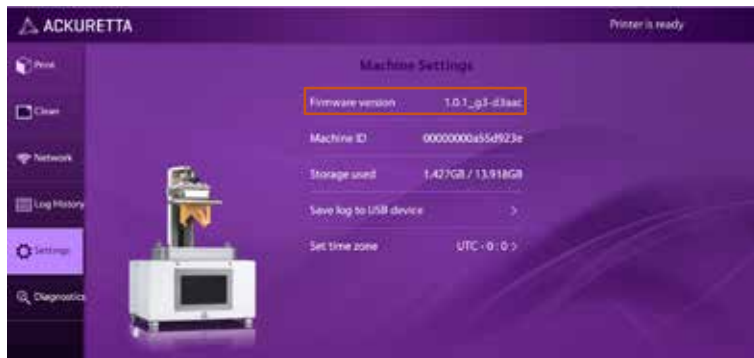 ACKURETTA
Printer is ready
Print
Clean
Network
Log History
Settings
Diagnostics
Machine Settings
Firmware version 1.0.1_g3-d3aac
Machine ID 00000000a55d923e
Storage used 1.427GB / 13.918GB
Save log to USB device >
Set time zone UTC - 0 : 0 >